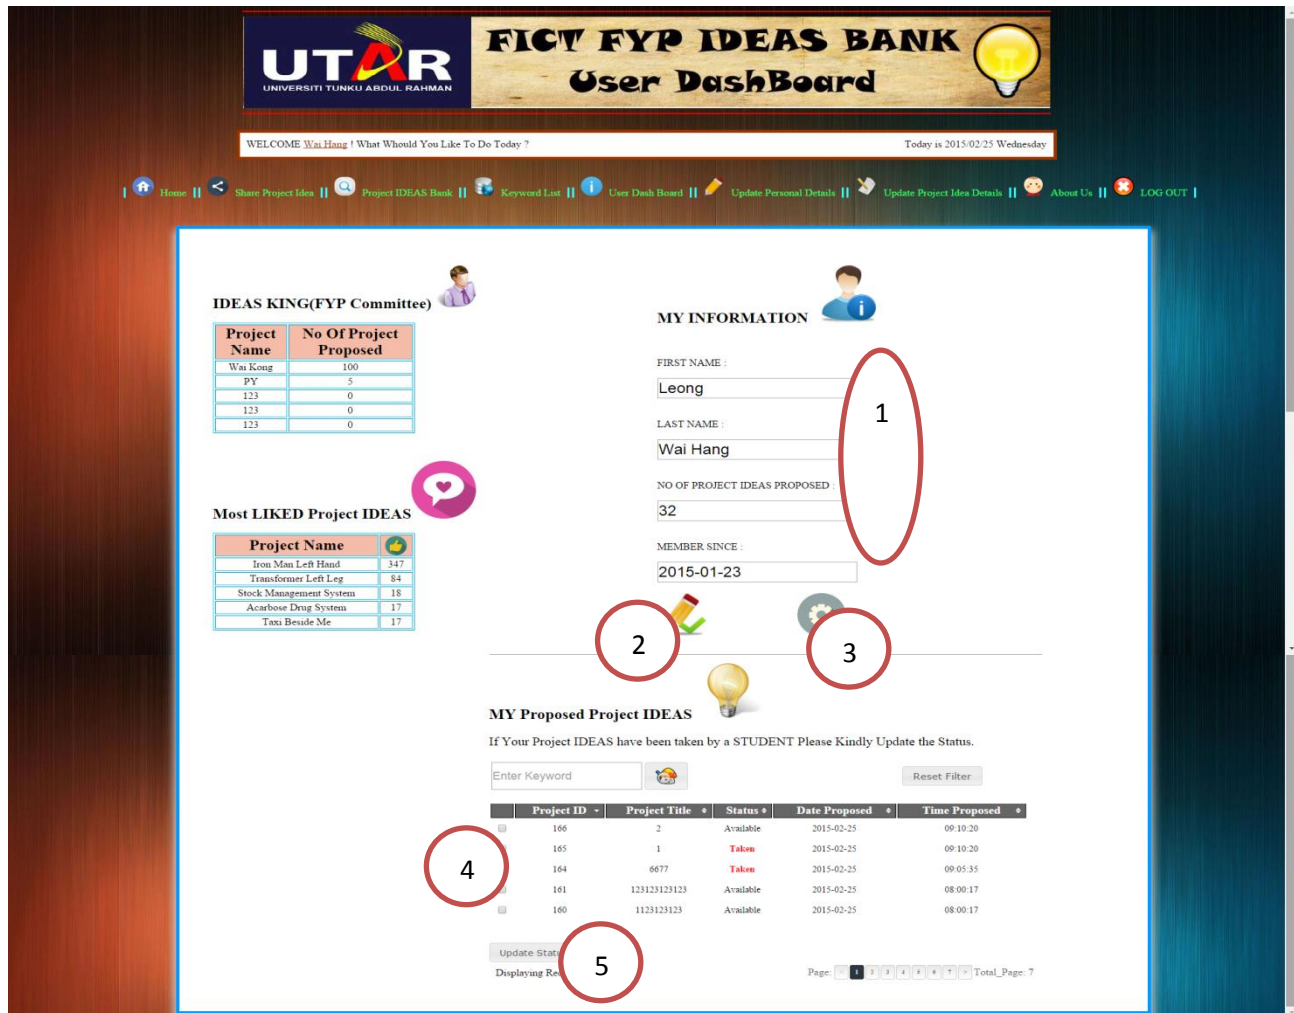 UTAR
UNIVERSITI TUNKU ABDUL RAHMAN
FICT FYP IDEAS BANK
User DashBoard
WELCOME Wai Hang ! What Whould You Like To Do Today ? Today is 2015/02/25 Wednesday
| Home || Share Project Idea || Project IDEAS Bank || Keyword List || User Dash Board || Update Personal Details || Update Project Idea Details || About Us || LOG OUT |
IDEAS KING(FYP Committee)
Project Name No Of Project Proposed
Wai Kong 100
PY 5
123 0
123 0
123 0
Most LIKED Project IDEAS
Project Name
Iron Man Left Hand 347
Transformer Left Leg 84
Stock Management System 18
Acarbose Drug System 17
Taxi Beside Me 17
MY INFORMATION
FIRST NAME :
Leong
LAST NAME :
Wai Hang
NO OF PROJECT IDEAS PROPOSED :
32
MEMBER SINCE :
2015-01-23
1
2
3
MY Proposed Project IDEAS
If Your Project IDEAS have been taken by a STUDENT Please Kindly Update the Status.
Enter Keyword Reset Filter
Project ID Project Title Status Date Proposed Time Proposed
166 2 Available 2015-02-25 09:10:20
165 1 Taken 2015-02-25 09:10:20
164 6677 Taken 2015-02-25 09:05:35
161 123123123123 Available 2015-02-25 08:00:17
160 1123123123 Available 2015-02-25 08:00:17
4
Update
5
Displaying
Page: < 1 2 3 4 5 6 7 > Total_Page: 7